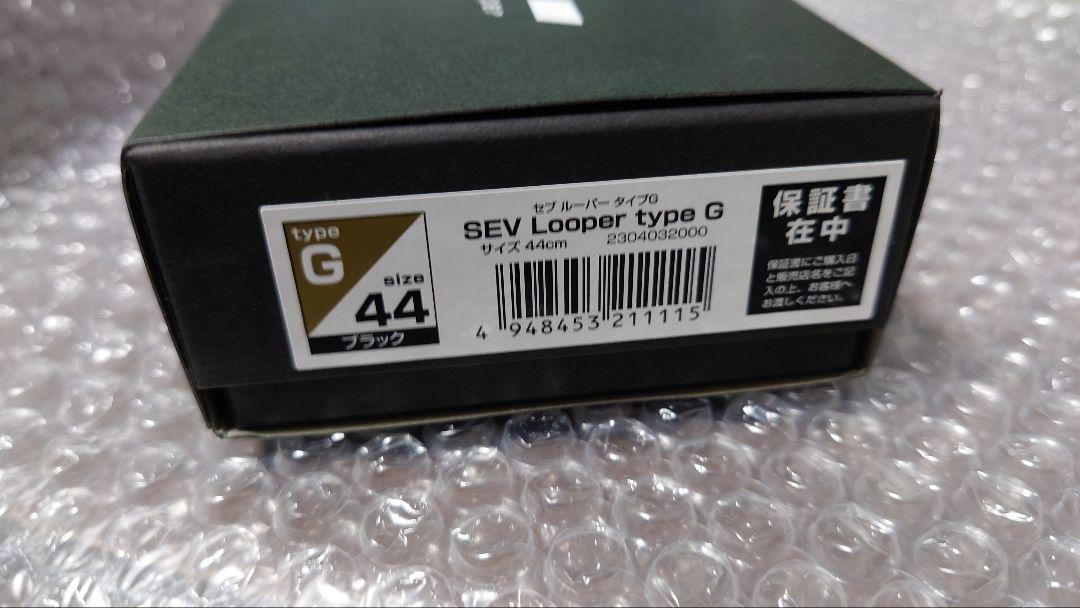 type
G
size
44
ブラック
セブ ルーパー タイプG
SEV Looper type G
サイズ 44cm 2304032000
4 948453 211115
保証書
在中
保証書にご購入日
と販売店名をご記
入の上、お客様へ
お渡しください。